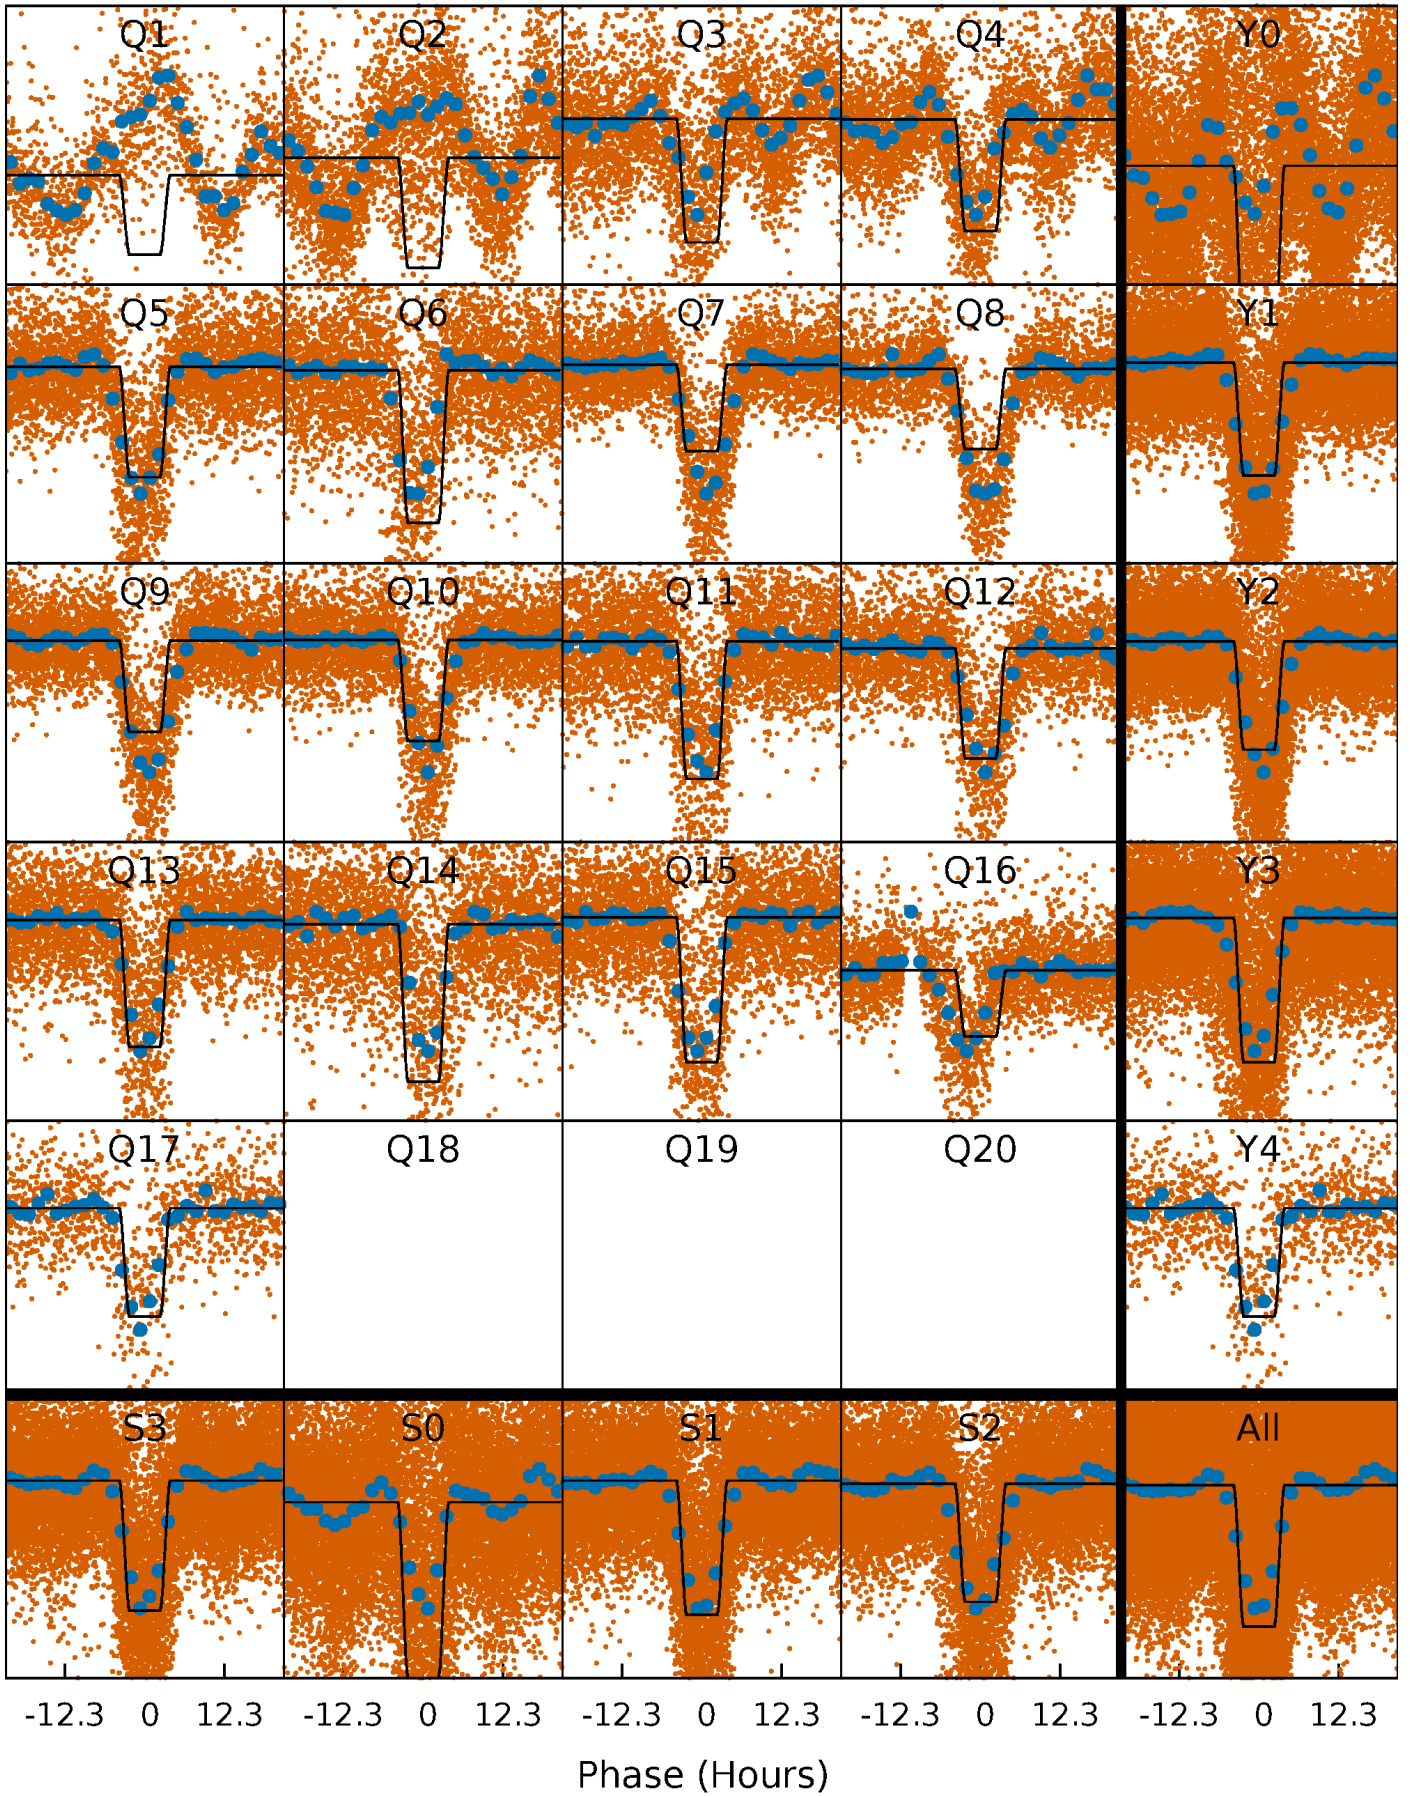 Q1 Q2 Q3 Q4 Y0
Q5 Q6 Q7 Q8 Y1
Q9 Q10 Q11 Q12 Y2
Q13 Q14 Q15 Q16 Y3
Q17 Q18 Q19 Q20 Y4
S3 S0 S1 S2 All
-12.3 0 12.3 -12.3 0 12.3 -12.3 0 12.3 -12.3 0 12.3 -12.3 0 12.3
Phase (Hours)